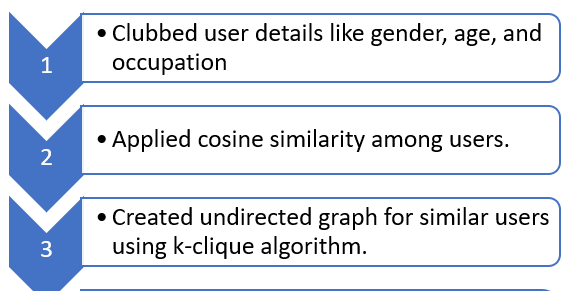 1
• Clubbed user details like gender, age, and
occupation
2
• Applied cosine similarity among users.
3
• Created undirected graph for similar users
using k-clique algorithm.